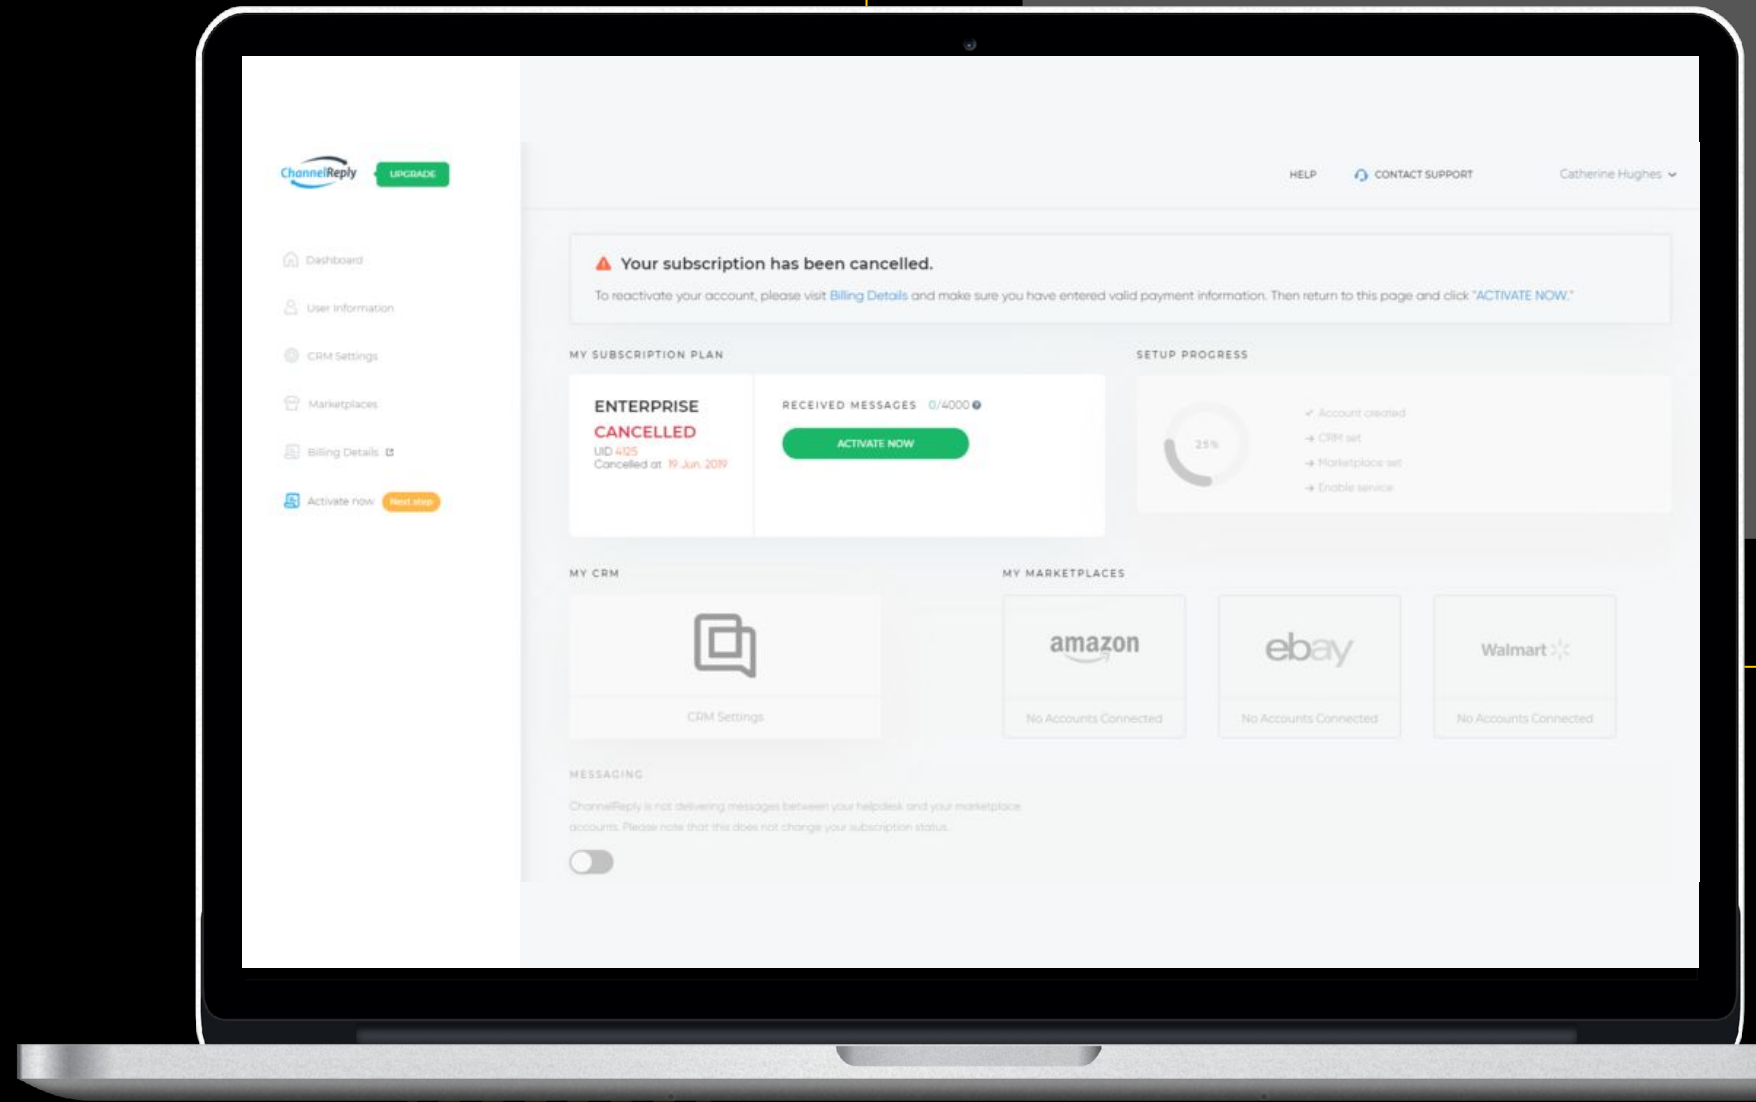 ChannelReply
UPGRADE
HELP
CONTACT SUPPORT
Catherine Hughes
Dashboard
User Information
CRM Settings
Marketplaces
Billing Details
Activate now
Next step
Your subscription has been cancelled.
To reactivate your account, please visit Billing Details and make sure you have entered valid payment information. Then return to this page and click "ACTIVATE NOW."
MY SUBSCRIPTION PLAN
ENTERPRISE
CANCELLED
UID 4125
Cancelled at 19 Jun. 2019
RECEIVED MESSAGES 0/4000
ACTIVATE NOW
SETUP PROGRESS
25%
Account created
CRM set
Marketplace set
Enable service
MY CRM
CRM Settings
MY MARKETPLACES
amazon
No Accounts Connected
ebay
No Accounts Connected
Walmart
No Accounts Connected
MESSAGING
ChannelReply is not delivering messages between your helpdesk and your marketplace
accounts. Please note that this does not change your subscription status.